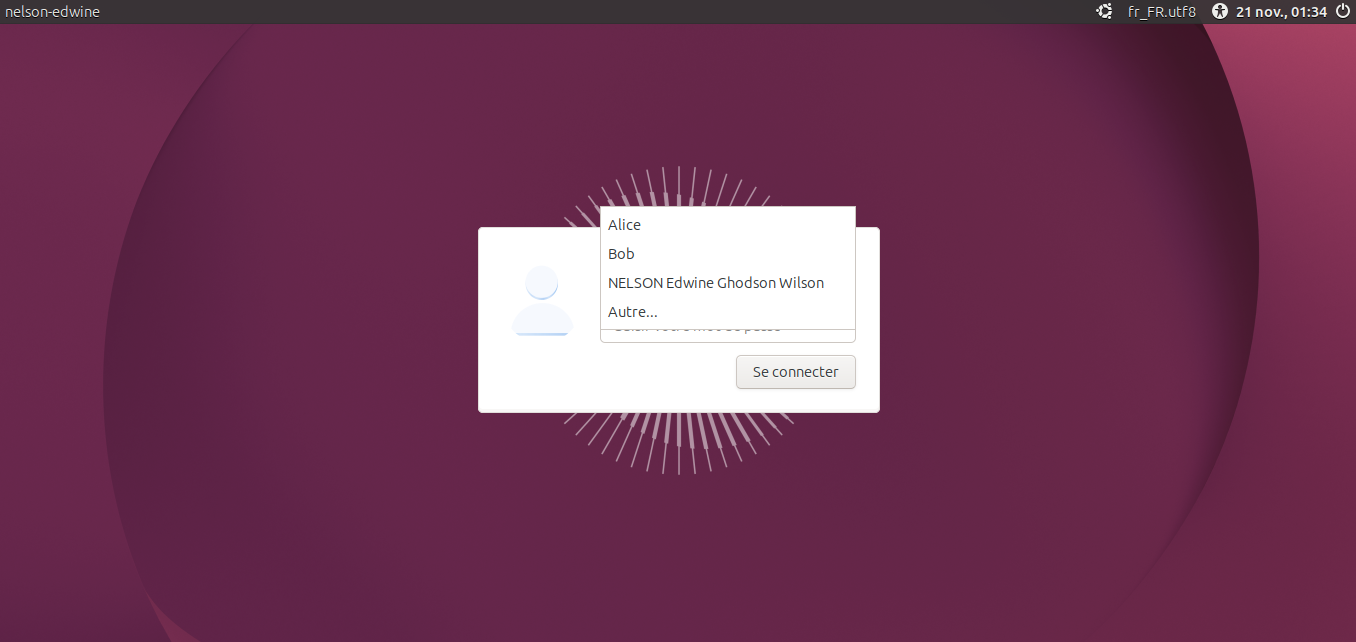 nelson-edwine
fr_FR.utf8
21 nov., 01:34
Alice
Bob
NELSON Edwine Ghodson Wilson
Autre...
Se connecter